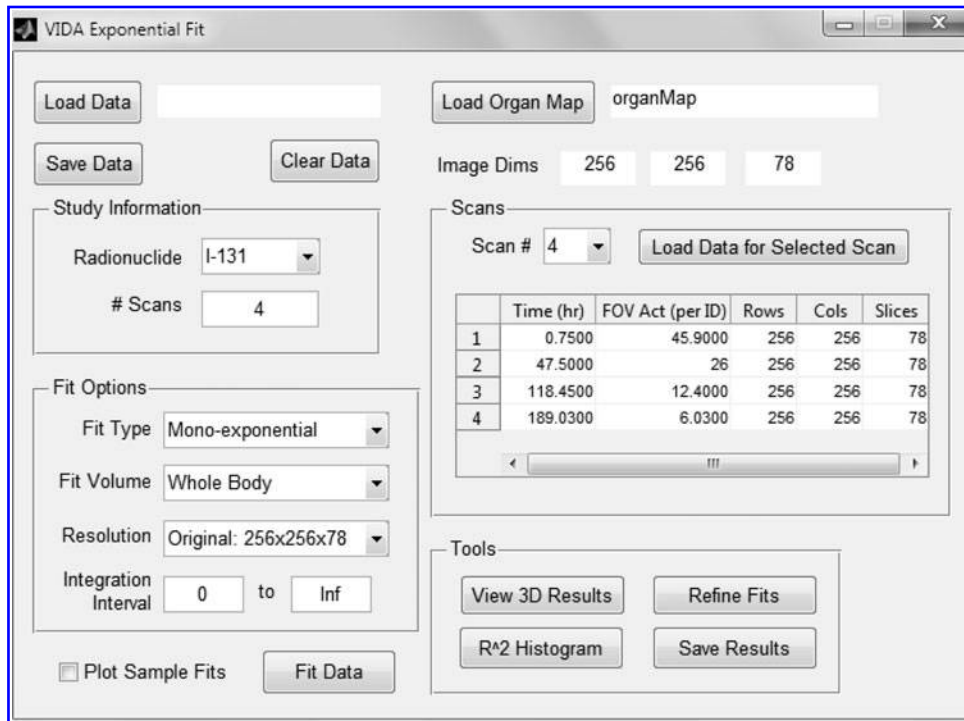 VIDA Exponential Fit
Load Data
Load Organ Map organMap
Save Data Clear Data
Image Dims 256 256 78
Study Information
Radionuclide I-131
# Scans 4
Scans
Scan # 4 Load Data for Selected Scan
Time (hr) FOV Act (per ID) Rows Cols Slices
1 0.7500 45.9000 256 256 78
2 47.5000 26 256 256 78
3 118.4500 12.4000 256 256 78
4 189.0300 6.0300 256 256 78
Fit Options
Fit Type Mono-exponential
Fit Volume Whole Body
Resolution Original: 256x256x78
Integration
Interval 0 to Inf
Plot Sample Fits Fit Data
Tools
View 3D Results Refine Fits
R^2 Histogram Save Results